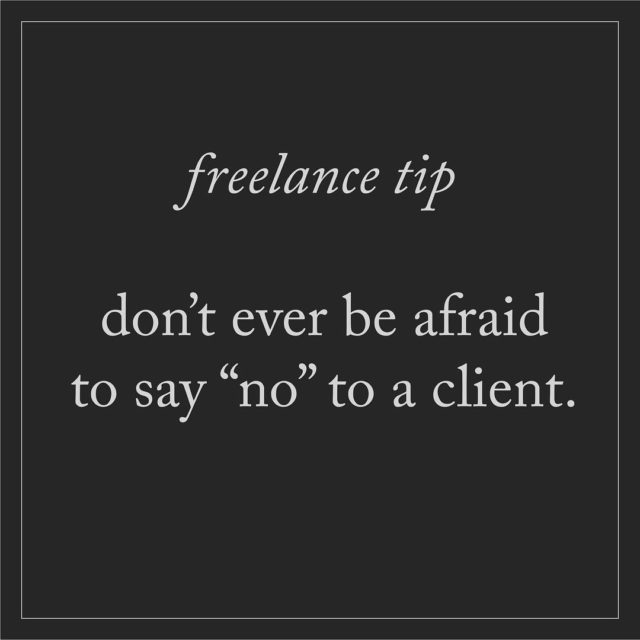 freelance tip
don’t ever be afraid
to say “no” to a client.